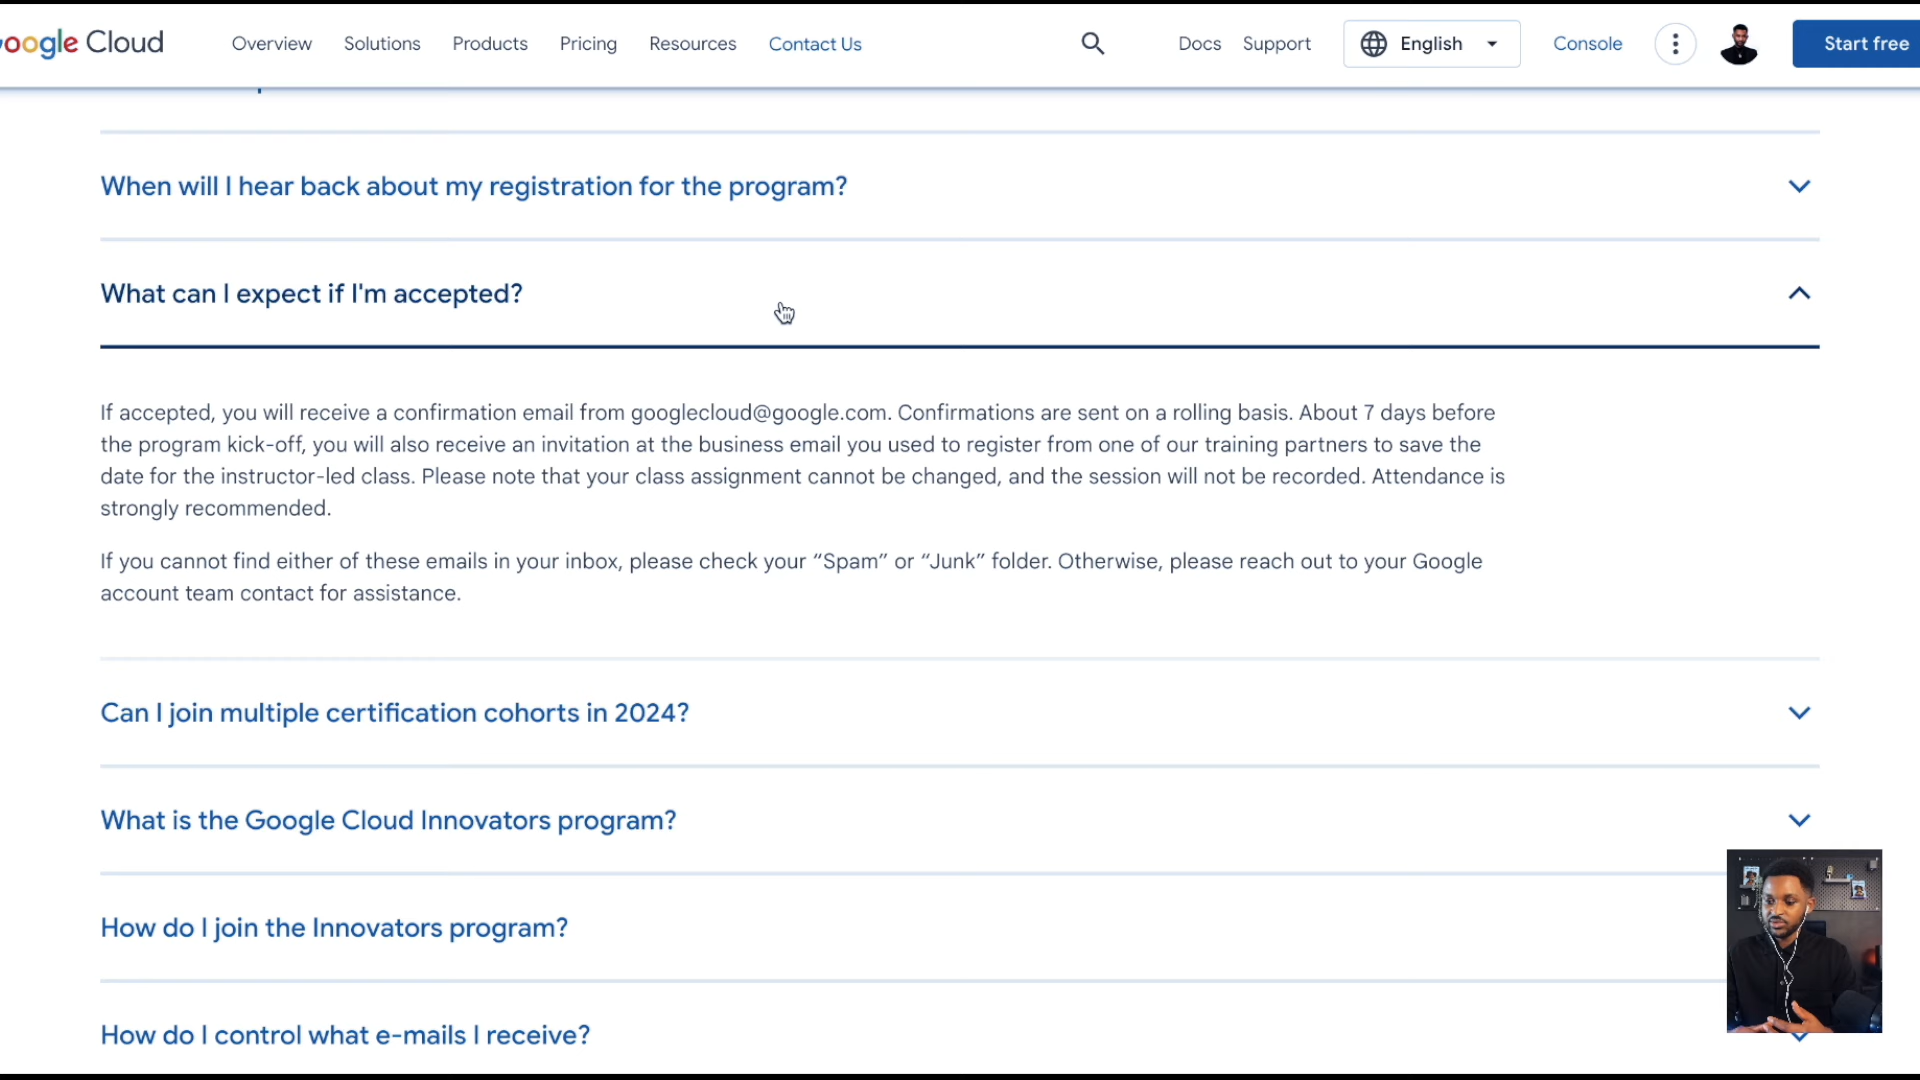 oogle Cloud
Overview
Solutions
Products
Pricing
Resources
Contact Us
Docs
Support
English
Console
Start free
When will I hear back about my registration for the program?
What can I expect if I'm accepted?
If accepted, you will receive a confirmation email from googlecloud@google.com. Confirmations are sent on a rolling basis. About 7 days before
the program kick-off, you will also receive an invitation at the business email you used to register from one of our training partners to save the
date for the instructor-led class. Please note that your class assignment cannot be changed, and the session will not be recorded. Attendance is
strongly recommended.
If you cannot find either of these emails in your inbox, please check your “Spam” or “Junk” folder. Otherwise, please reach out to your Google
account team contact for assistance.
Can I join multiple certification cohorts in 2024?
What is the Google Cloud Innovators program?
How do I join the Innovators program?
How do I control what e-mails I receive?